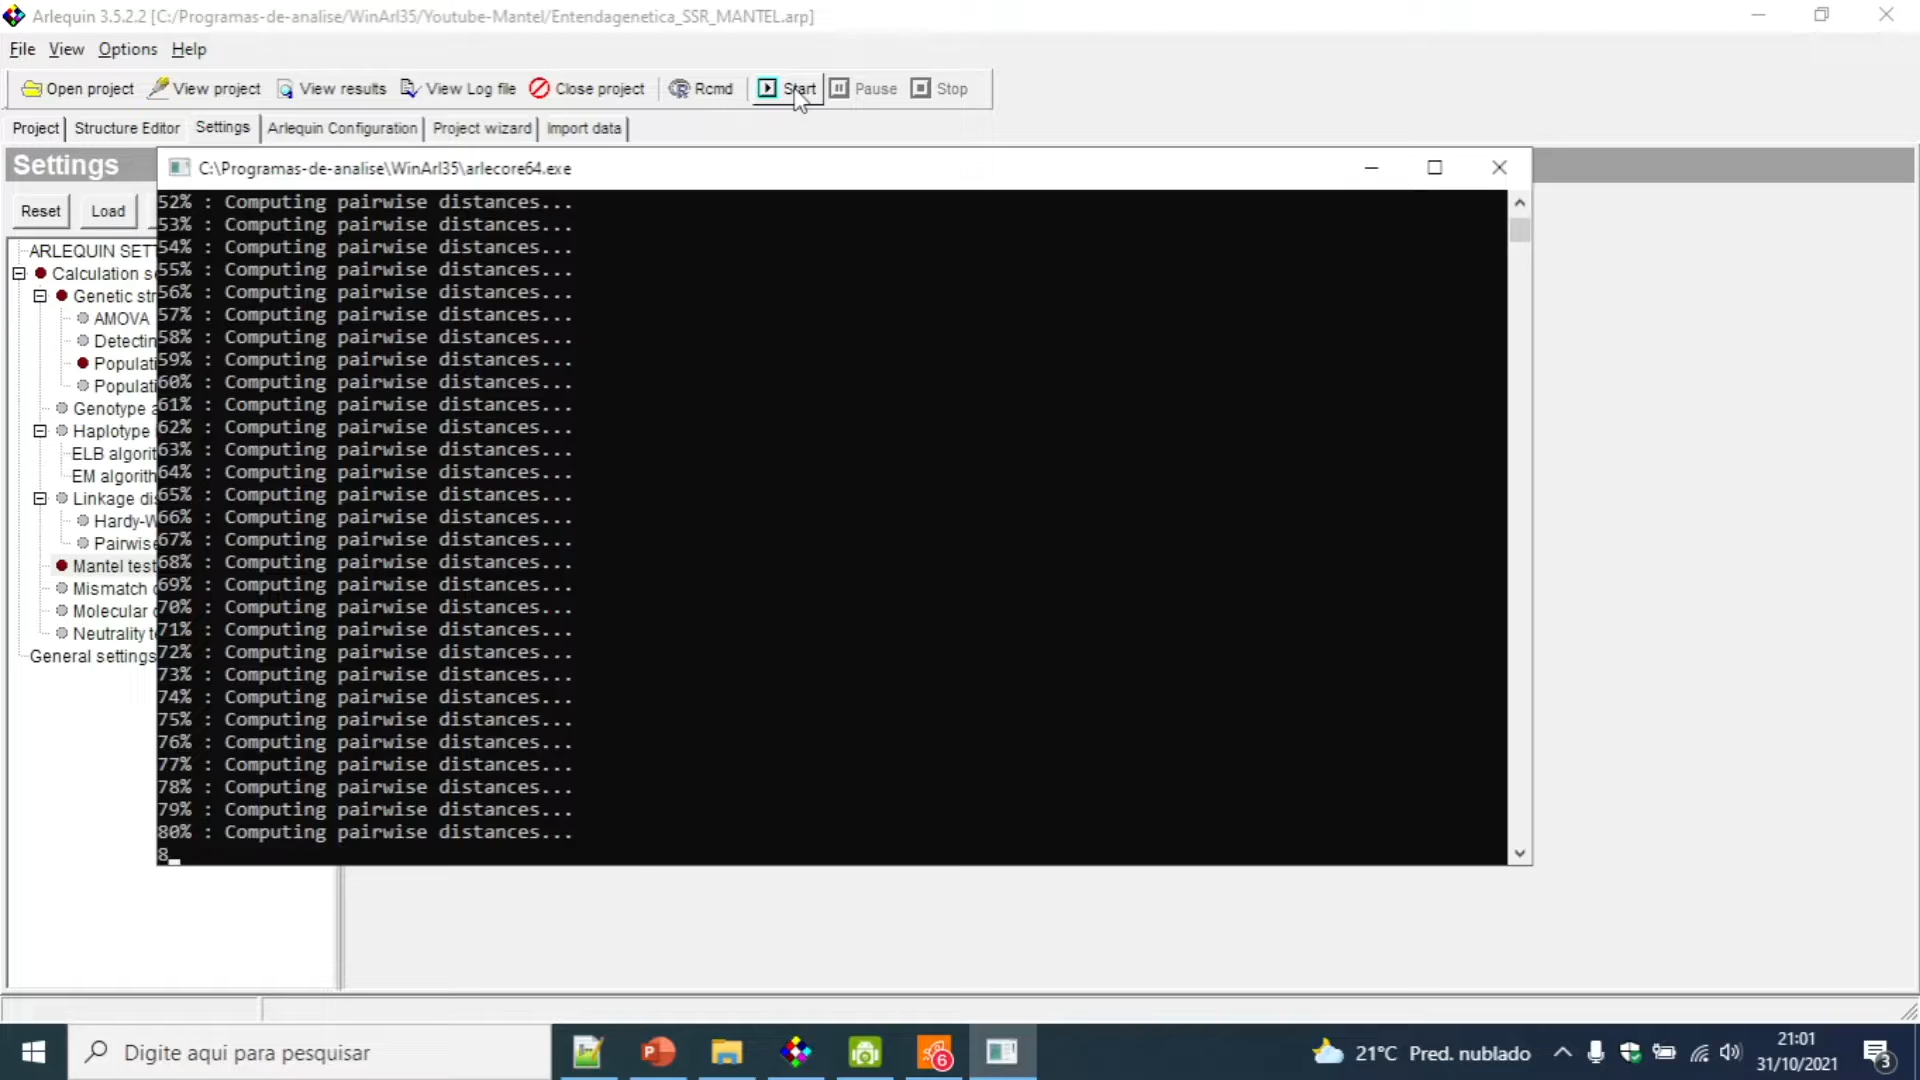 Arlequin 3.5.2.2 [C:/Programas-de-analise/WinArl35/Youtube-Mantel/Entendagenetica_SSR_MANTEL.arp]
File View Options Help
Open project View project View results View Log file Close project Rcmd Start Pause Stop
Project Structure Editor Settings Arlequin Configuration Project wizard Import data
Settings
C:\Programas-de-analise\WinArl35\arlecore64.exe
Reset Load
ARLEQUIN SETT
Calculation s
Genetic str
AMOVA
Detectin
Populati
Populati
Genotype a
Haplotype
ELB algorit
EM algorith
Linkage di
Hardy-W
Pairwise
Mantel test
Mismatch
Molecular
Neutrality t
General settings
52% : Computing pairwise distances...
53% : Computing pairwise distances...
54% : Computing pairwise distances...
55% : Computing pairwise distances...
56% : Computing pairwise distances...
57% : Computing pairwise distances...
58% : Computing pairwise distances...
59% : Computing pairwise distances...
60% : Computing pairwise distances...
61% : Computing pairwise distances...
62% : Computing pairwise distances...
63% : Computing pairwise distances...
64% : Computing pairwise distances...
65% : Computing pairwise distances...
66% : Computing pairwise distances...
67% : Computing pairwise distances...
68% : Computing pairwise distances...
69% : Computing pairwise distances...
70% : Computing pairwise distances...
71% : Computing pairwise distances...
72% : Computing pairwise distances...
73% : Computing pairwise distances...
74% : Computing pairwise distances...
75% : Computing pairwise distances...
76% : Computing pairwise distances...
77% : Computing pairwise distances...
78% : Computing pairwise distances...
79% : Computing pairwise distances...
80% : Computing pairwise distances...
8
Digite aqui para pesquisar
6
21°C Pred. nublado
21:01
31/10/2021
3